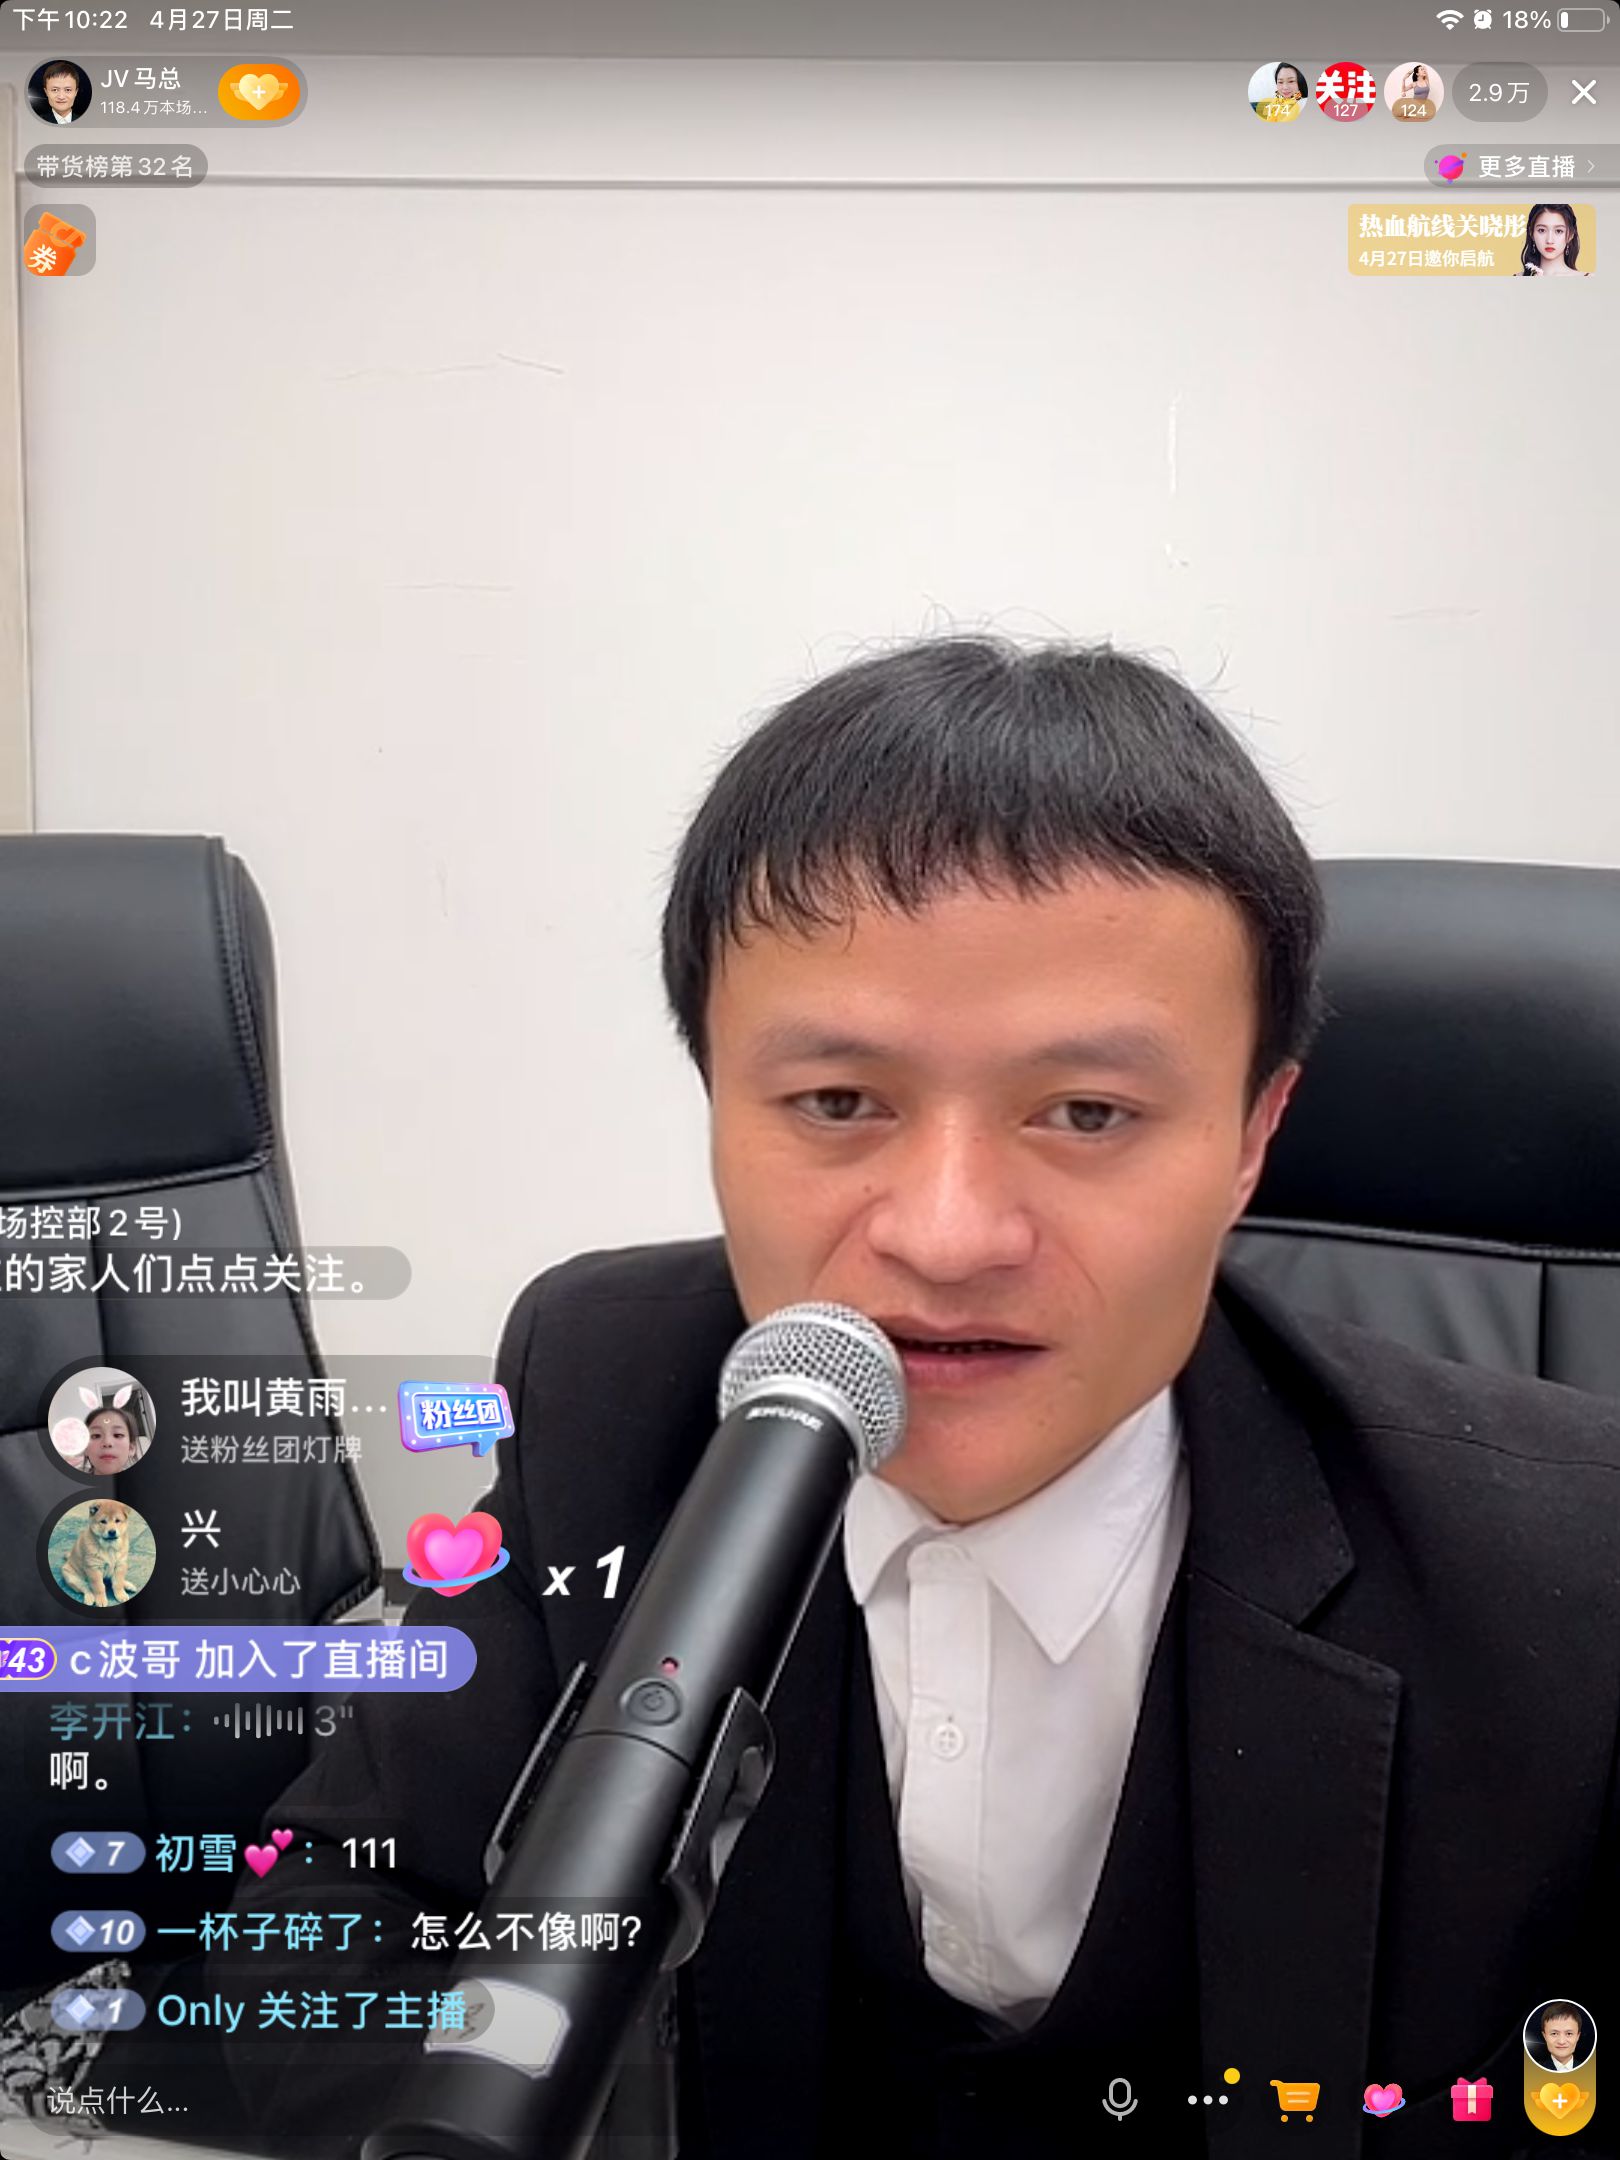 下午10:22 4月27日周二
18%
JV 马总
118.4万本场...
174
关注
127
124
2.9万
带货榜第32名
更多直播
券
热血航线关晓彤
4月27日邀你启航
场控部2号)
的家人们点点关注。
我叫黄雨...
送粉丝团灯牌
粉丝团
兴
送小心心
x 1
43 c波哥 加入了直播间
李开江： 3"
啊。
7 初雪💕： 111
10 一杯子碎了： 怎么不像啊?
1 Only 关注了主播
说点什么...
SHURE